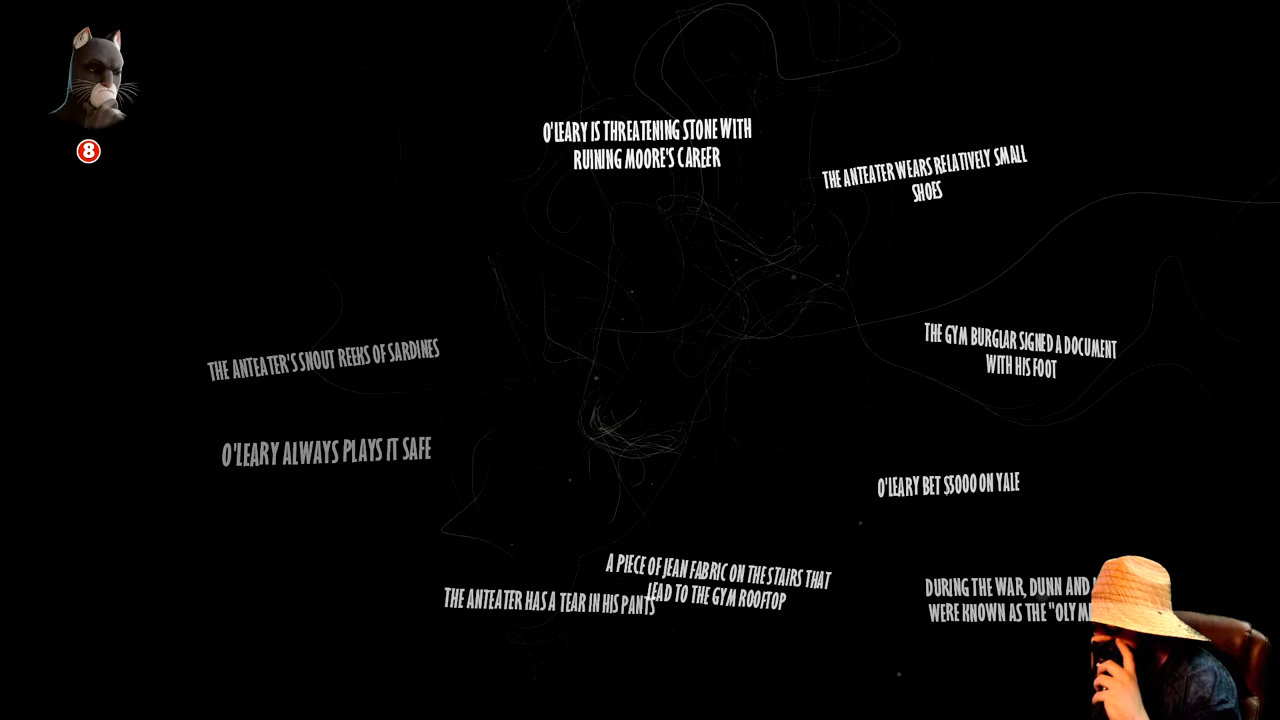 8
O'LEARY IS THREATENING STONE WITH
RUINING MOORE'S CAREER
THE ANTEATER WEARS RELATIVELY SMALL
SHOES
THE GYM BURGLAR SIGNED A DOCUMENT
WITH HIS FOOT
THE ANTEATER'S SNOUT REEKS OF SARDINES
O'LEARY ALWAYS PLAYS IT SAFE
O'LEARY BET $5000 ON YALE
A PIECE OF JEAN FABRIC ON THE STAIRS THAT
LEAD TO THE GYM ROOFTOP
THE ANTEATER HAS A TEAR IN HIS PANTS
DURING THE WAR, DUNN AND
WERE KNOWN AS THE